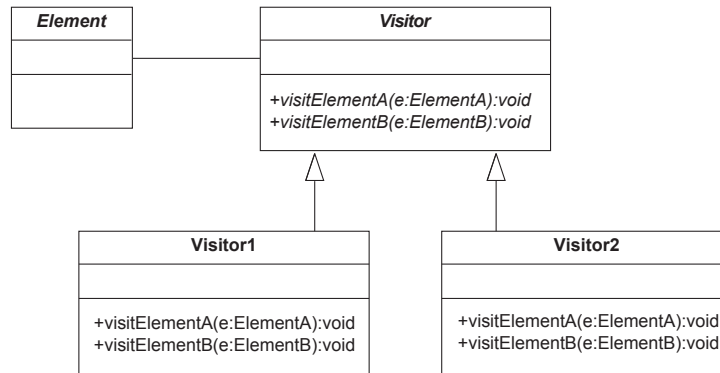 Element
Visitor
+visitElementA(e:ElementA):void
+visitElementB(e:ElementB):void
Visitor1
+visitElementA(e:ElementA):void
+visitElementB(e:ElementB):void
Visitor2
+visitElementA(e:ElementA):void
+visitElementB(e:ElementB):void